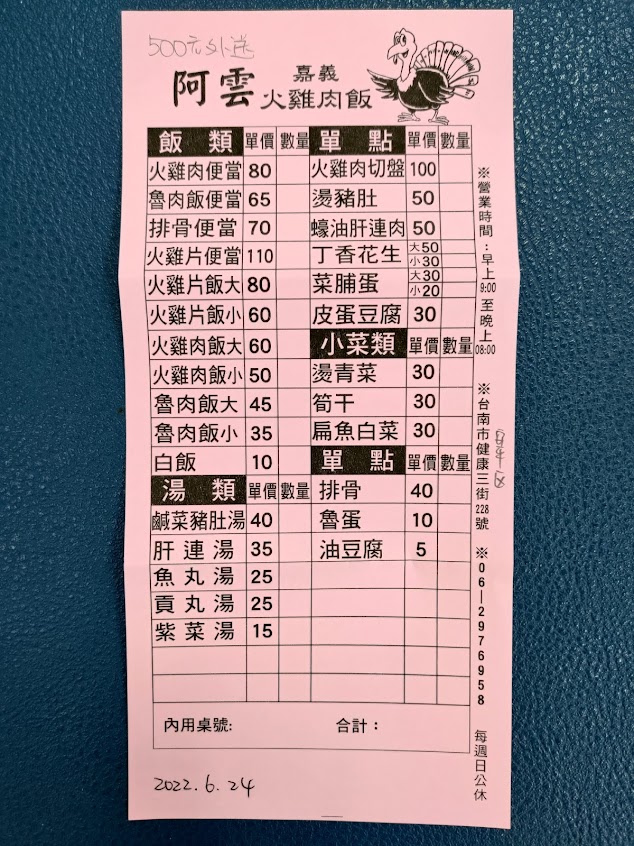 500元外送
阿雲 嘉義
火雞肉飯
飯類 單價 數量 單點 單價 數量
火雞肉便當 80 火雞肉切盤 100
魯肉飯便當 65 燙豬肚 50
排骨便當 70 蠔油肝連肉 50
火雞片便當 110 丁香花生 大50 小30
火雞片飯大 80 菜脯蛋 大30 小20
火雞片飯小 60 皮蛋豆腐 30
火雞肉飯大 60 小菜類 單價 數量
火雞肉飯小 50 燙青菜 30
魯肉飯大 45 筍干 30
魯肉飯小 35 扁魚白菜 30
白飯 10 單點 單價 數量
湯類 單價 數量 排骨 40
鹹菜豬肚湯 40 魯蛋 10
肝連湯 35 油豆腐 5
魚丸湯 25
貢丸湯 25
紫菜湯 15
內用桌號: 合計：
2022.6.24
※營業時間：早上9:00至晚上08:00
※台南市健康三街228號
※06—2976958
每週日公休